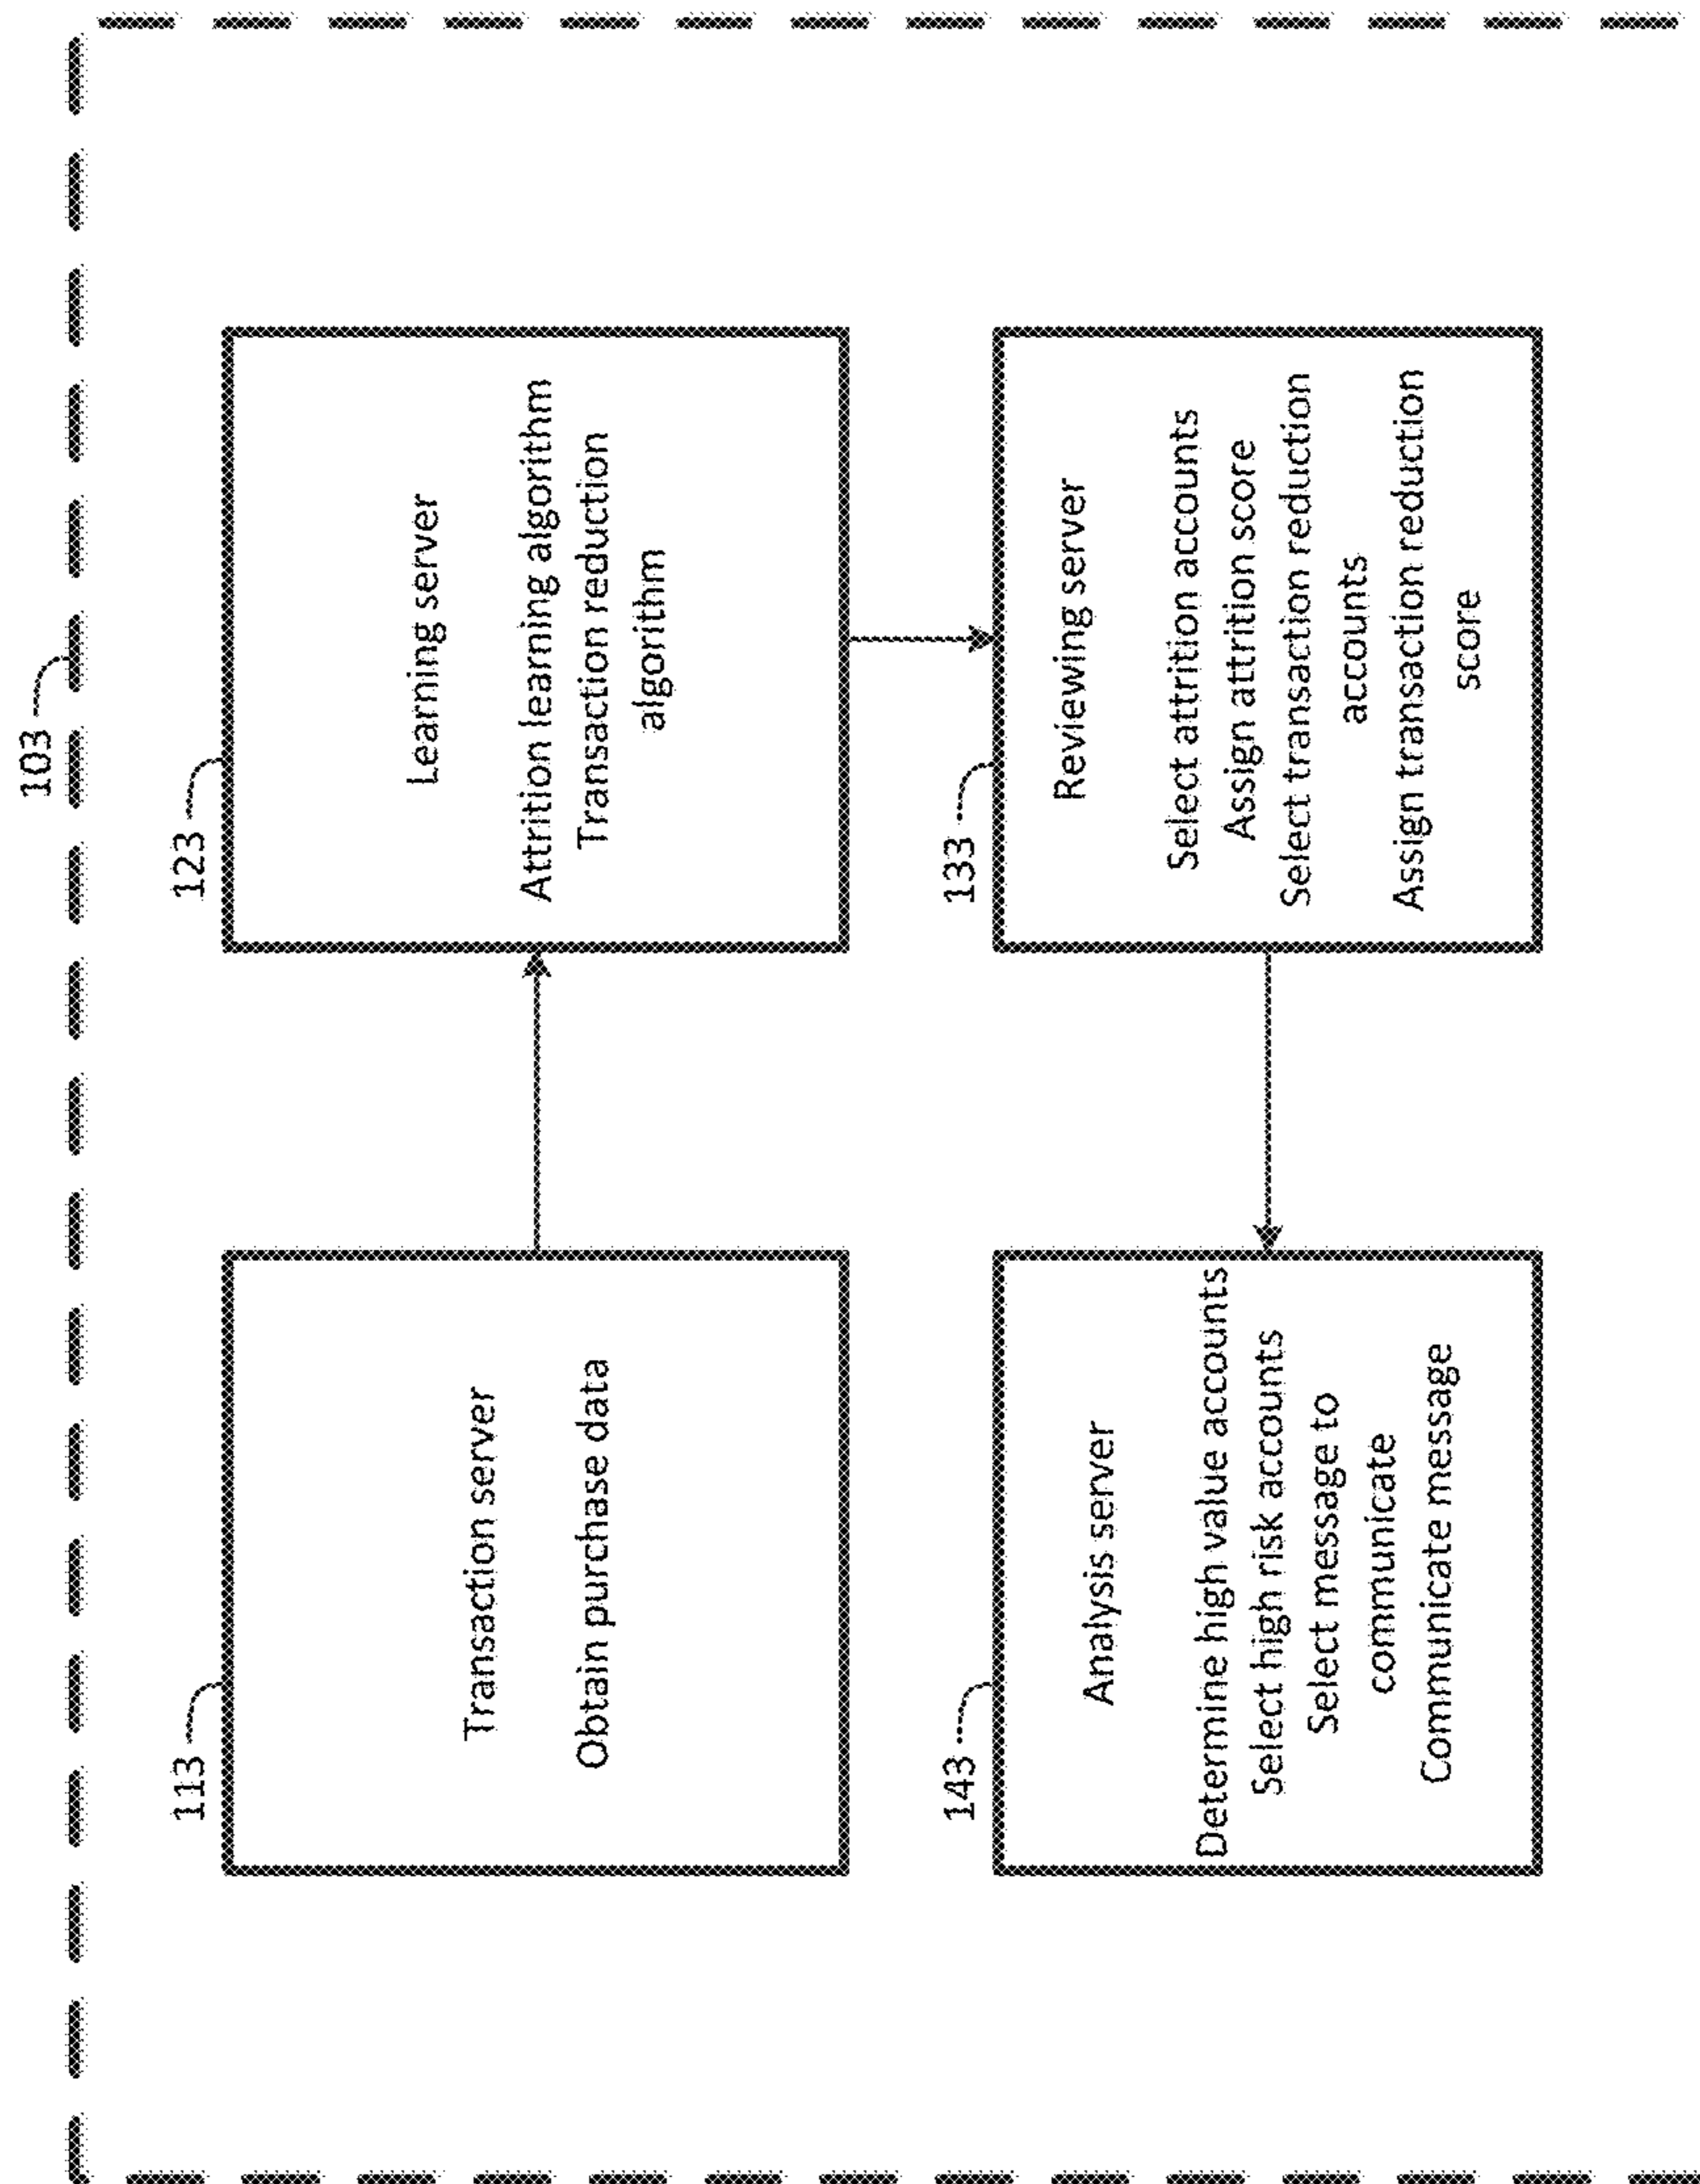 103
113
Transaction server
Obtain purchase data
123
Learning server
Attrition learning algorithm
Transaction reduction
algorithm
133
Reviewing server
Select attrition accounts
Assign attrition score
Select transaction reduction
accounts
Assign transaction reduction
score
143
Analysis server
Determine high value accounts
Select high risk accounts
Select message to
communicate
Communicate message